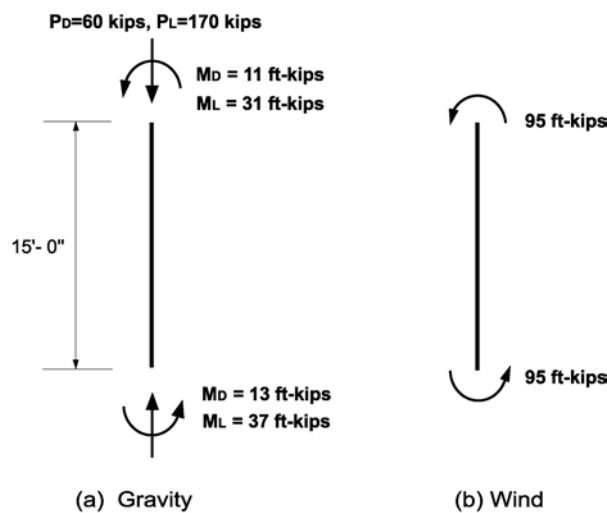 PD=60 kips, PL=170 kips
MD = 11 ft-kips
ML = 31 ft-kips
95 ft-kips
15'- 0"
MD = 13 ft-kips
ML = 37 ft-kips
95 ft-kips
(a) Gravity
(b) Wind